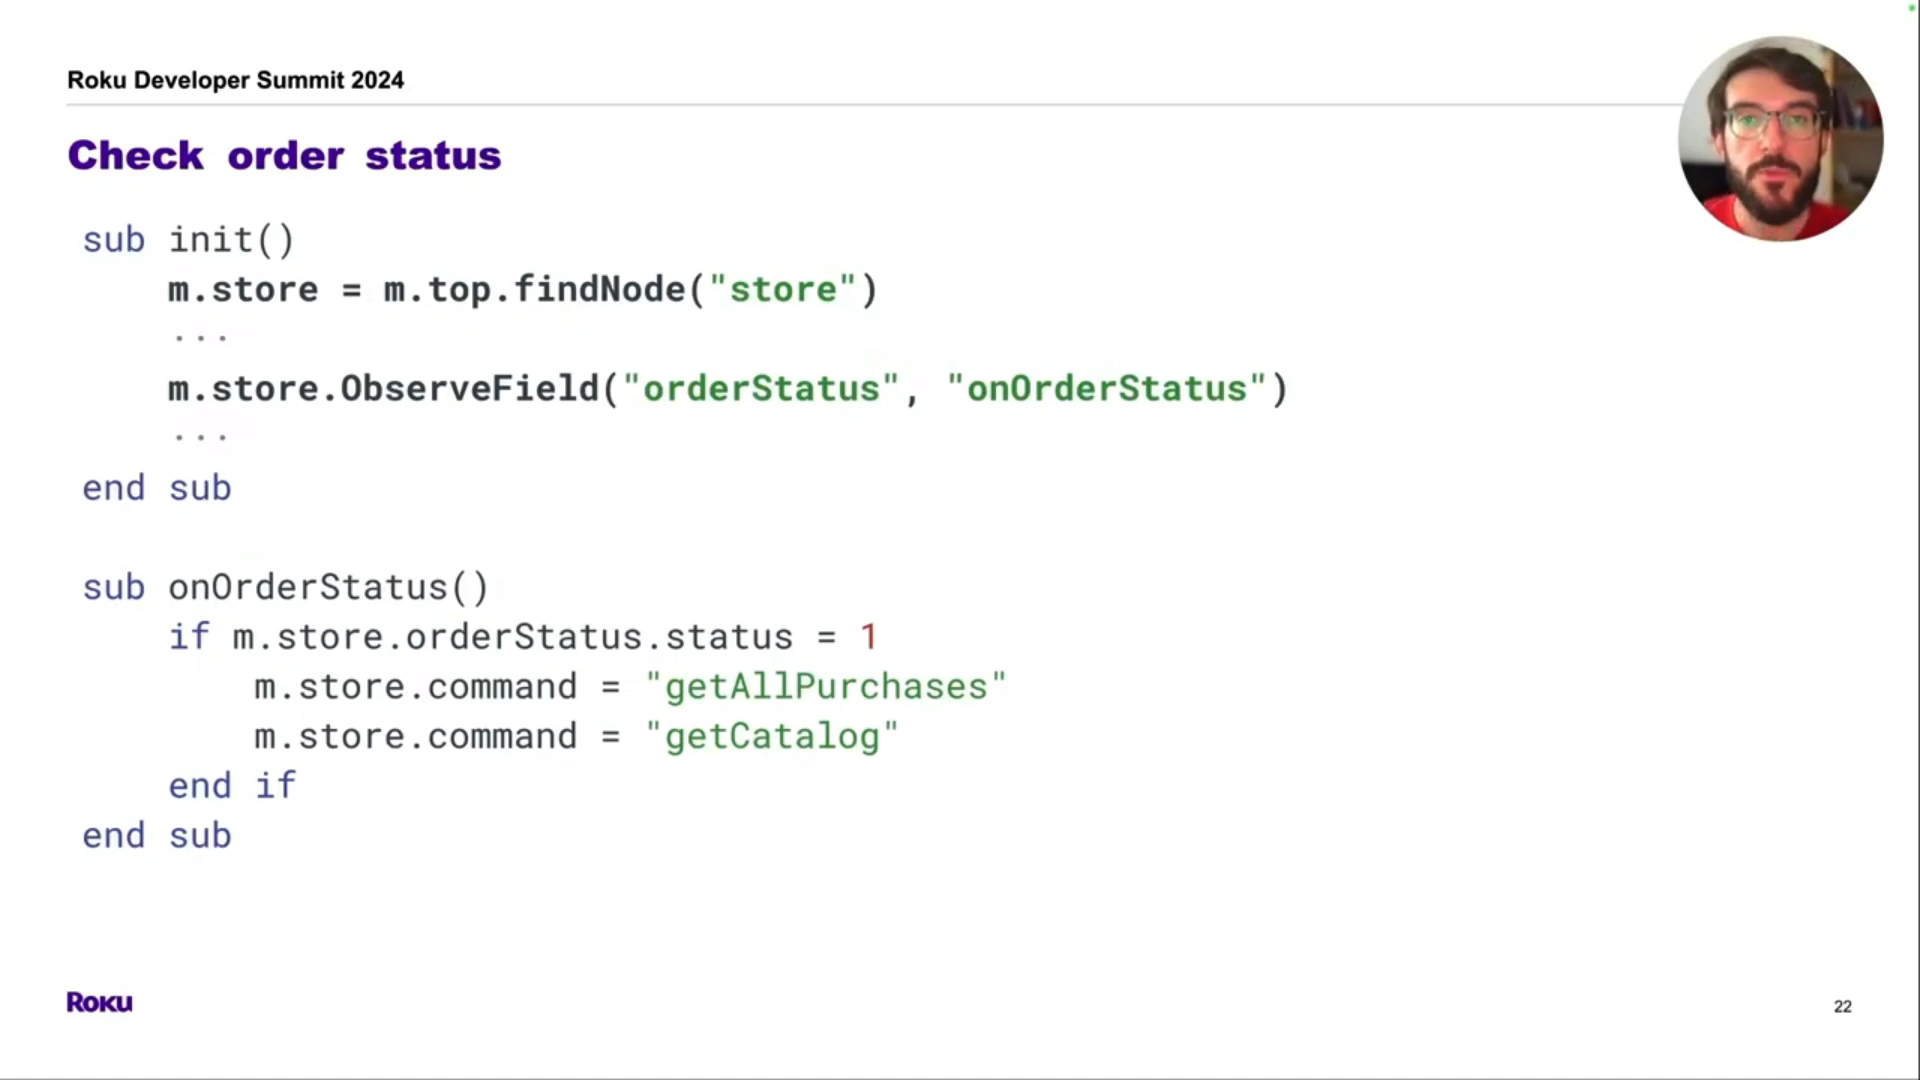 Roku Developer Summit 2024
Check order status
sub init()
m.store = m.top.findNode("store")
...
m.store.ObserveField("orderStatus", "onOrderStatus")
...
end sub
sub onOrderStatus()
if m.store.orderStatus.status = 1
m.store.command = "getAllPurchases"
m.store.command = "getCatalog"
end if
end sub
Roku
22